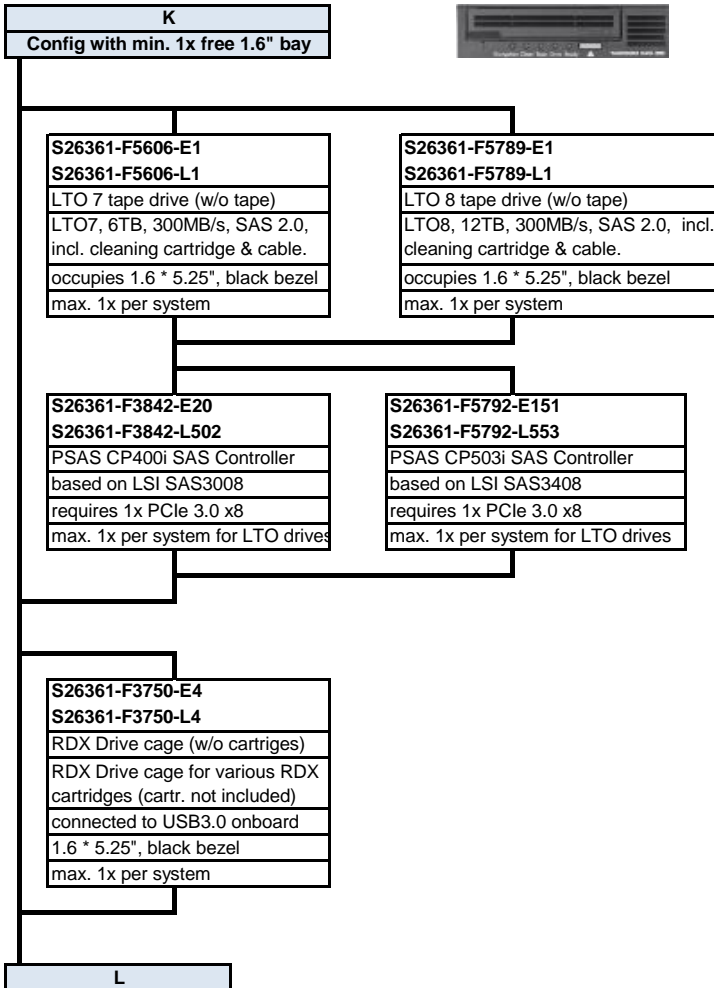 K
Config with min. 1x free 1.6" bay
S26361-F5606-E1
S26361-F5606-L1
LTO 7 tape drive (w/o tape)
LTO7, 6TB, 300MB/s, SAS 2.0,
incl. cleaning cartridge & cable.
occupies 1.6 * 5.25", black bezel
max. 1x per system
S26361-F5789-E1
S26361-F5789-L1
LTO 8 tape drive (w/o tape)
LTO8, 12TB, 300MB/s, SAS 2.0, incl.
cleaning cartridge & cable.
occupies 1.6 * 5.25", black bezel
max. 1x per system
S26361-F3842-E20
S26361-F3842-L502
PSAS CP400i SAS Controller
based on LSI SAS3008
requires 1x PCIe 3.0 x8
max. 1x per system for LTO drives
S26361-F5792-E151
S26361-F5792-L553
PSAS CP503i SAS Controller
based on LSI SAS3408
requires 1x PCIe 3.0 x8
max. 1x per system for LTO drives
S26361-F3750-E4
S26361-F3750-L4
RDX Drive cage (w/o cartriges)
RDX Drive cage for various RDX
cartridges (cartr. not included)
connected to USB3.0 onboard
1.6 * 5.25", black bezel
max. 1x per system
L